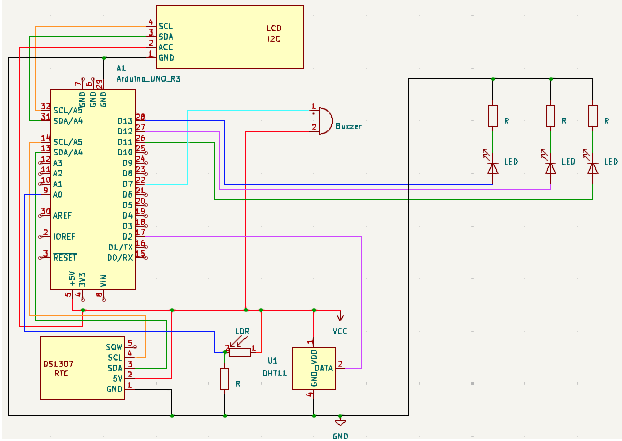 4 SCL
3 SDA
2 ACC
1 GND
LCD
I2C
A1
Arduino_UNO_R3
7 GND
6 GND
29 GND
32 SCL/A5
31 SDA/A4
14 SCL/A5
13 SDA/A4
12 A3
11 A2
10 A1
9 A0
30 AREF
2 IOREF
3 RESET
D13 28
D12 27
D11 26
D10 25
D9 24
D8 23
D7 22
D6 21
D5 20
D4 19
D3 18
D2 17
D1/TX 16
D0/RX 15
+5V 5
3V3 4
VIN 8
1
2
Buzzer
R
R
R
LED
LED
LED
DS1307
RTC
SQW 5
SCL 4
SDA 3
5V 2
GND 1
LDR
1
R
U1
DHT11
1 VDD
DATA 2
GND 4
VCC
GND